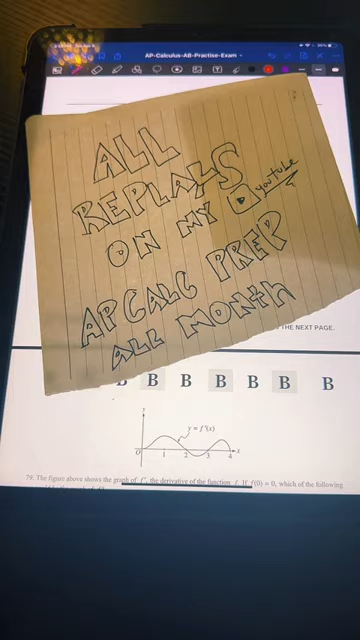 AP-Calculus-AB-Practise-Exam
ALL
REPLAYS
ON MY youtube
AP CALC PREP
ALL MONTH
THE NEXT PAGE.
B B B B B B
y
y = f'(x)
O 1 2 3 4 x
79. The figure above shows the graph of f', the derivative of the function f. If f(0) = 0, which of the following